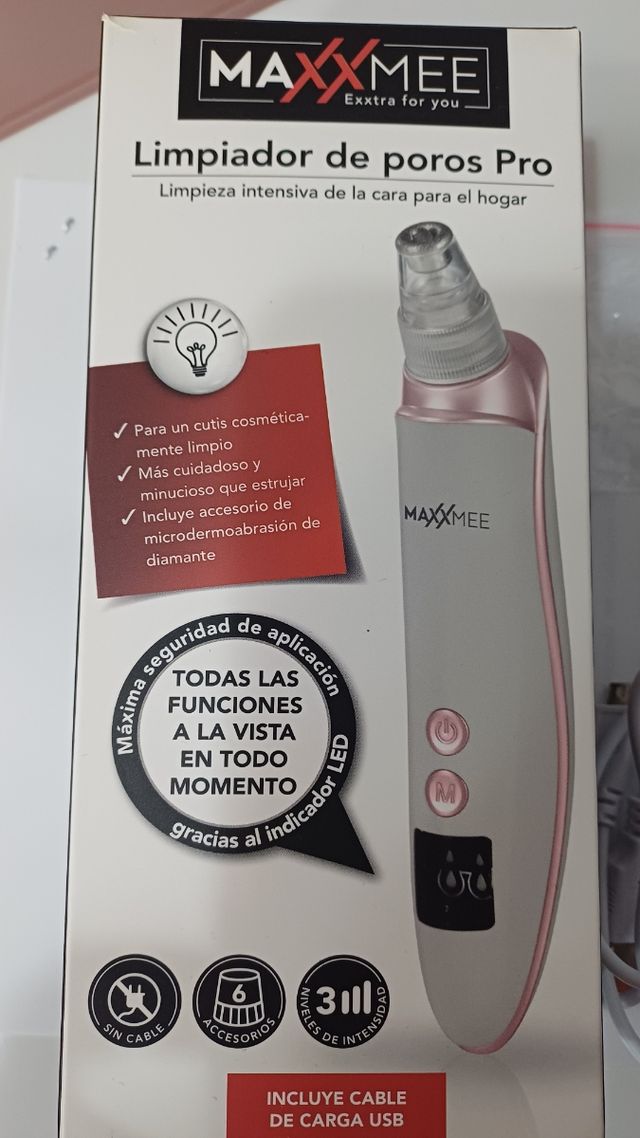 MAXXMEE
Exxtra for you
Limpiador de poros Pro
Limpieza intensiva de la cara para el hogar
✓ Para un cutis cosmética-
mente limpio
✓ Más cuidadoso y
minucioso que estrujar
✓ Incluye accesorio de
microdermoabrasión de
diamante
MAXXMEE
Máxima seguridad de aplicación
TODAS LAS
FUNCIONES
A LA VISTA
EN TODO
MOMENTO
gracias al indicador LED
M
SIN CABLE
6
ACCESORIOS
3
NIVELES DE INTENSIDAD
INCLUYE CABLE
DE CARGA USB